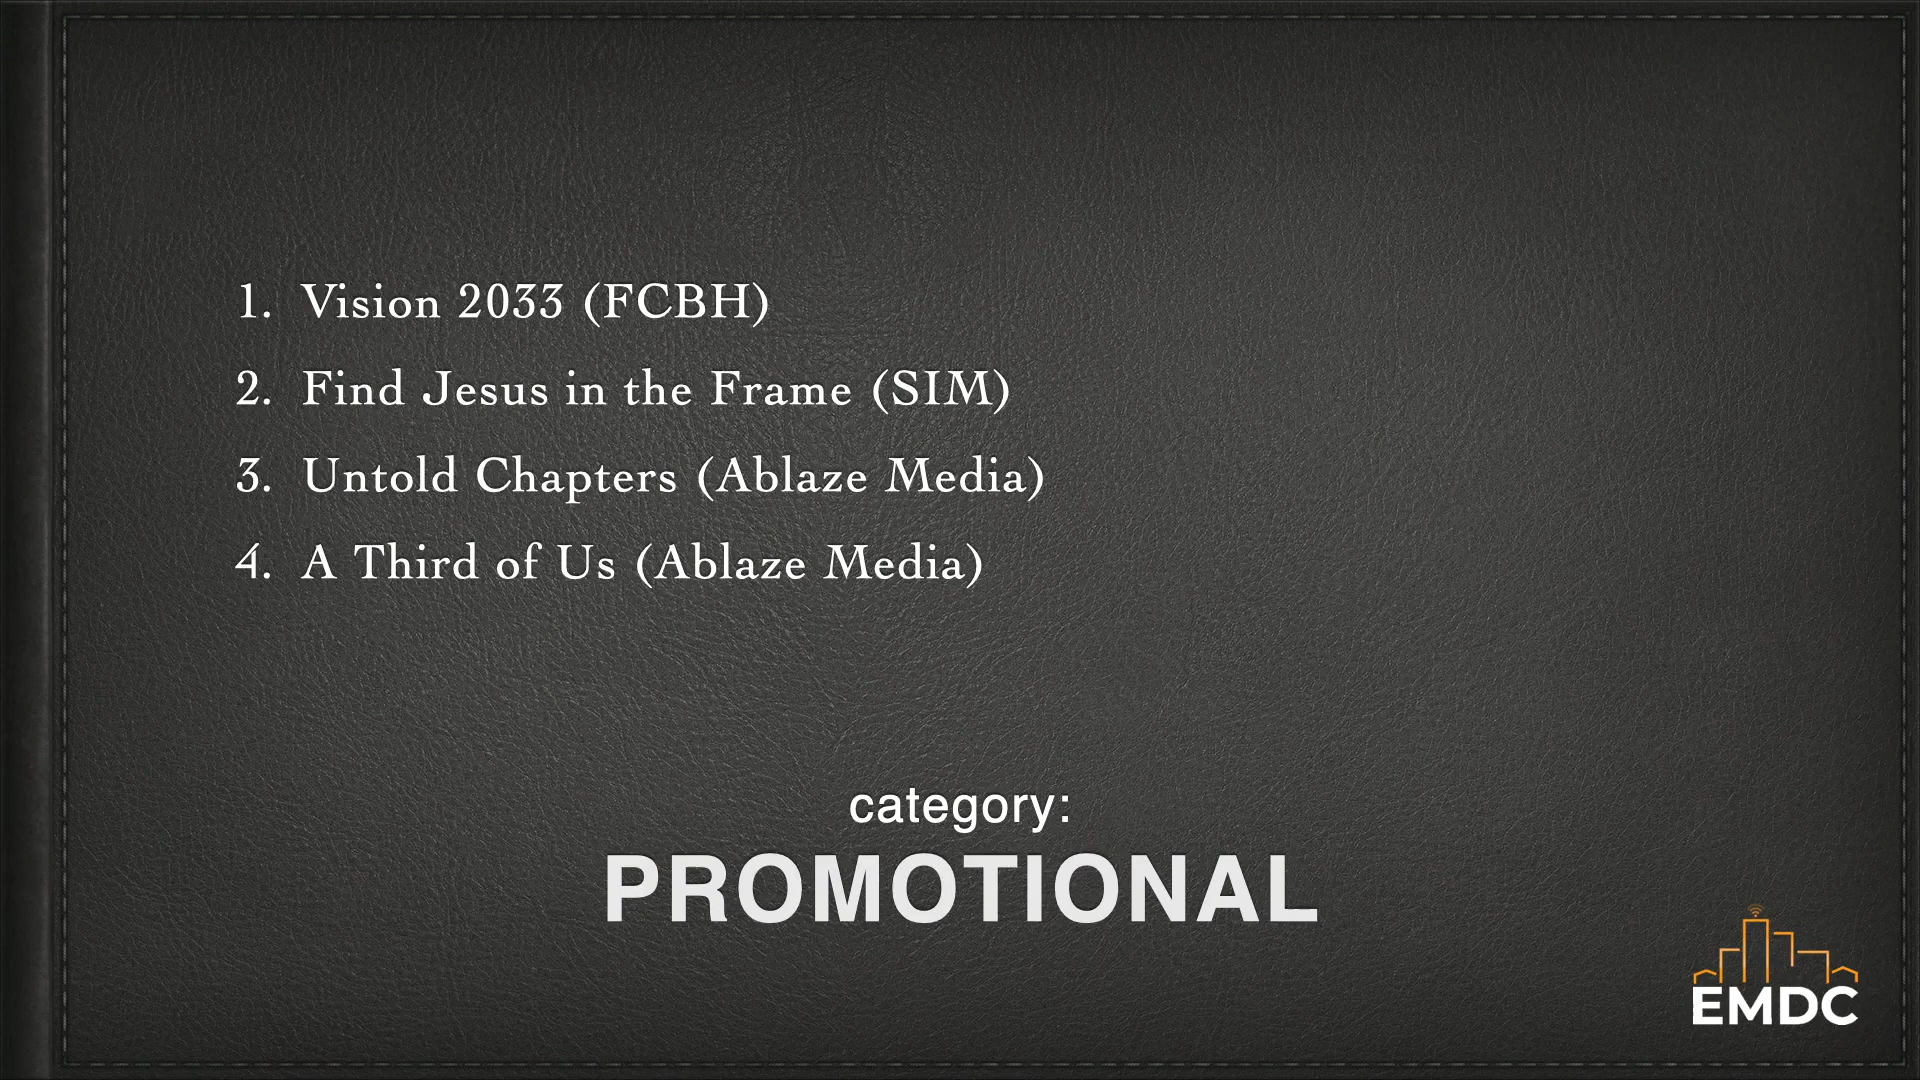 1. Vision 2033 (FCBH)
2. Find Jesus in the Frame (SIM)
3. Untold Chapters (Ablaze Media)
4. A Third of Us (Ablaze Media)
category:
PROMOTIONAL
EMDC